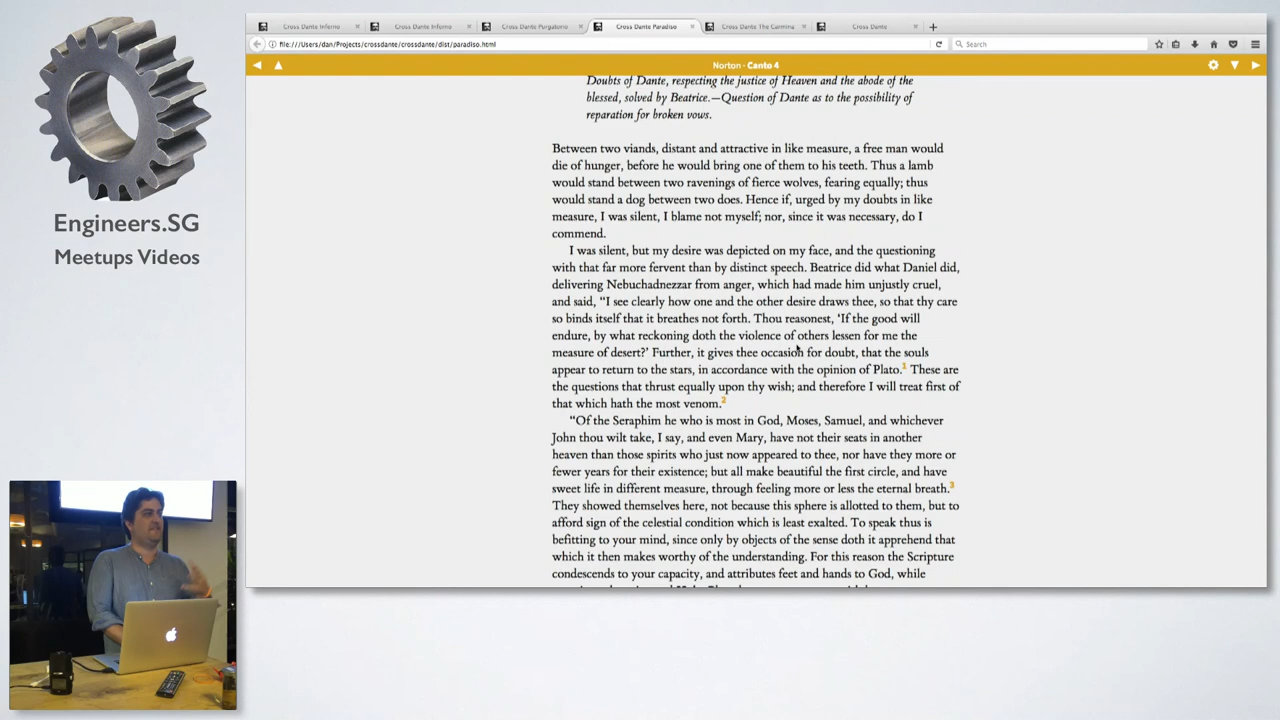 Cross Dante Inferno
Cross Dante Inferno
Cross Dante Purgatorio
Cross Dante Paradiso
Cross Dante The Carmina
Cross Dante
file:///Users/dan/Projects/crossdante/crossdante/dist/paradiso.html
Search
Norton · Canto 4
Doubts of Dante, respecting the justice of Heaven and the abode of the
blessed, solved by Beatrice.—Question of Dante as to the possibility of
reparation for broken vows.
Between two viands, distant and attractive in like measure, a free man would
die of hunger, before he would bring one of them to his teeth. Thus a lamb
would stand between two ravenings of fierce wolves, fearing equally; thus
would stand a dog between two does. Hence if, urged by my doubts in like
measure, I was silent, I blame not myself; nor, since it was necessary, do I
commend.
I was silent, but my desire was depicted on my face, and the questioning
with that far more fervent than by distinct speech. Beatrice did what Daniel did,
delivering Nebuchadnezzar from anger, which had made him unjustly cruel,
and said, “I see clearly how one and the other desire draws thee, so that thy care
so binds itself that it breathes not forth. Thou reasonest, ‘If the good will
endure, by what reckoning doth the violence of others lessen for me the
measure of desert?’ Further, it gives thee occasion for doubt, that the souls
appear to return to the stars, in accordance with the opinion of Plato.1 These are
the questions that thrust equally upon thy wish; and therefore I will treat first of
that which hath the most venom.2
“Of the Seraphim he who is most in God, Moses, Samuel, and whichever
John thou wilt take, I say, and even Mary, have not their seats in another
heaven than those spirits who just now appeared to thee, nor have they more or
fewer years for their existence; but all make beautiful the first circle, and have
sweet life in different measure, through feeling more or less the eternal breath.3
They showed themselves here, not because this sphere is allotted to them, but to
afford sign of the celestial condition which is least exalted. To speak thus is
befitting to your mind, since only by objects of the sense doth it apprehend that
which it then makes worthy of the understanding. For this reason the Scripture
condescends to your capacity, and attributes feet and hands to God, while
Engineers.SG
Meetups Videos